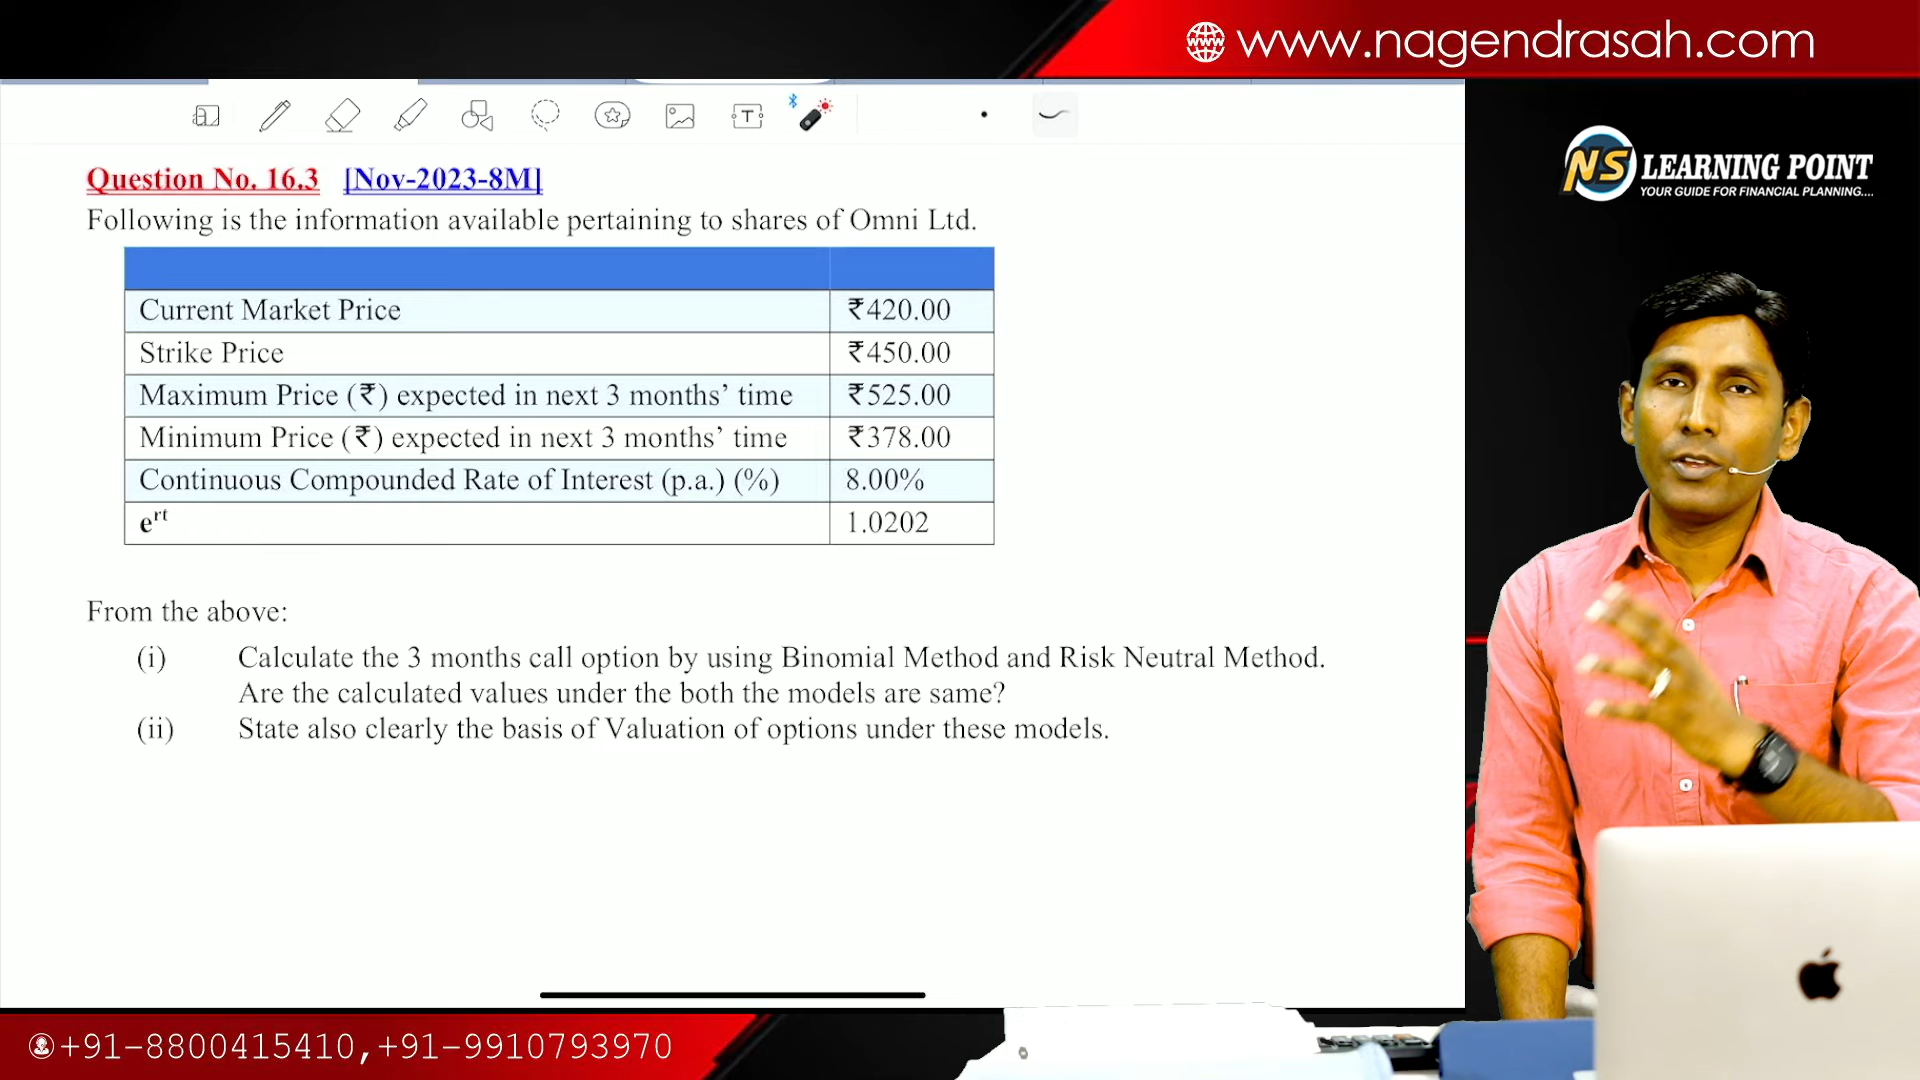 www.nagendrasah.com
NS LEARNING POINT
YOUR GUIDE FOR FINANCIAL PLANNING....
Question No. 16.3 [Nov-2023-8M]
Following is the information available pertaining to shares of Omni Ltd.
Current Market Price ₹420.00
Strike Price ₹450.00
Maximum Price (₹) expected in next 3 months’ time ₹525.00
Minimum Price (₹) expected in next 3 months’ time ₹378.00
Continuous Compounded Rate of Interest (p.a.) (%) 8.00%
e^rt 1.0202
From the above:
(i) Calculate the 3 months call option by using Binomial Method and Risk Neutral Method.
Are the calculated values under the both the models are same?
(ii) State also clearly the basis of Valuation of options under these models.
+91-8800415410,+91-9910793970